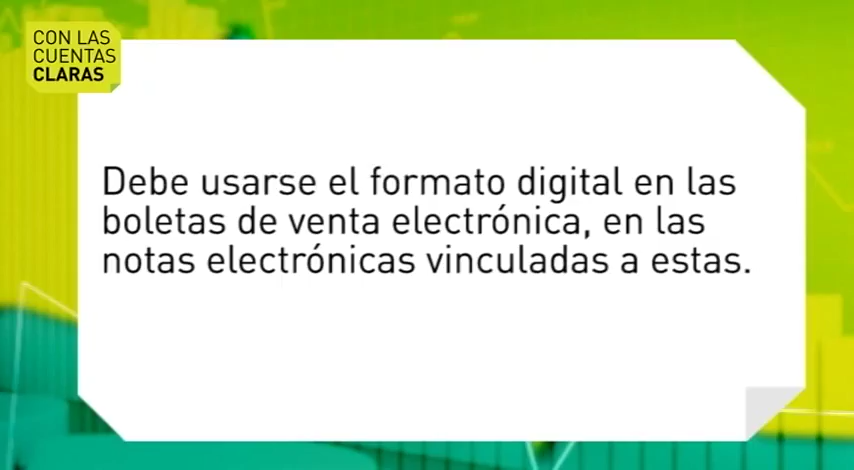 CON LAS
CUENTAS
CLARAS
Debe usarse el formato digital en las
boletas de venta electrónica, en las
notas electrónicas vinculadas a estas.